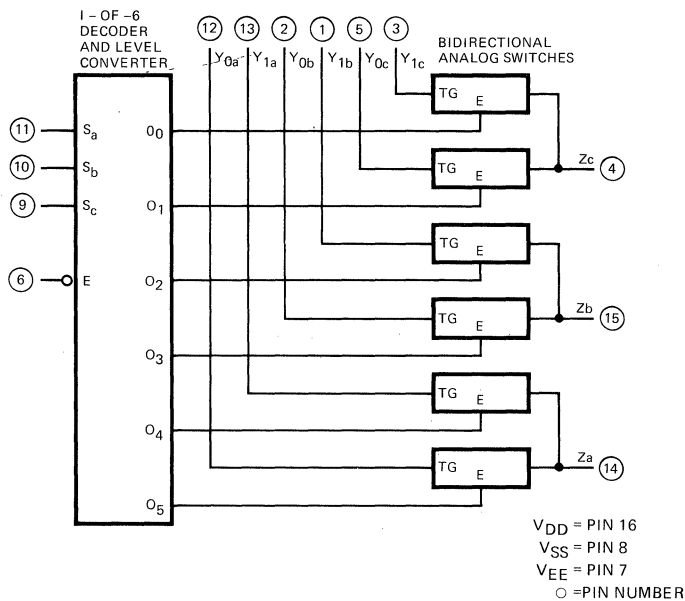 I – OF –6
DECODER
AND LEVEL
CONVERTER
12 13 2 1 5 3
Y0a Y1a Y0b Y1b Y0c Y1c
BIDIRECTIONAL
ANALOG SWITCHES
TG E
11 Sa O0
TG E
Zc 4
10 Sb
9 Sc O1
TG E
6 E O2
TG E
Zb 15
O3
TG E
O4
TG E
Za 14
O5
VDD = PIN 16
VSS = PIN 8
VEE = PIN 7
○ =PIN NUMBER